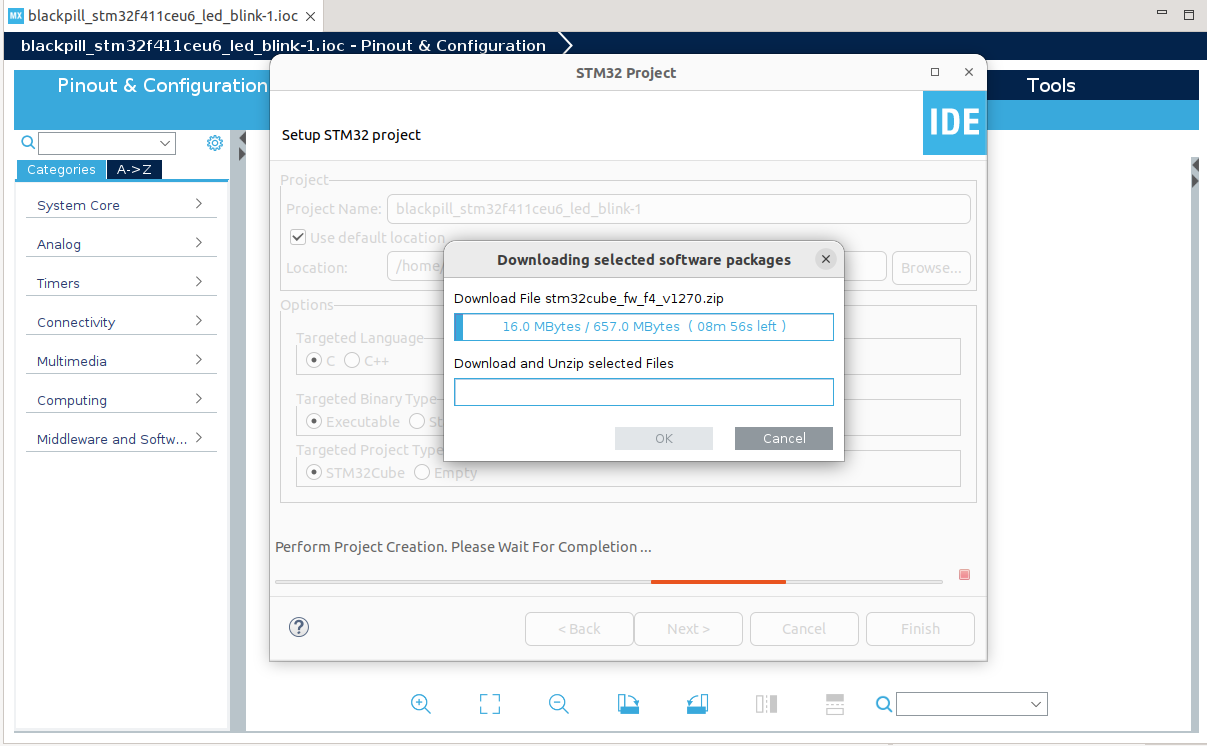 MX blackpill_stm32f411ceu6_led_blink-1.ioc
blackpill_stm32f411ceu6_led_blink-1.ioc - Pinout & Configuration
Pinout & Configuration
Tools
Categories
A->Z
System Core
Analog
Timers
Connectivity
Multimedia
Computing
Middleware and Softw...
STM32 Project
Setup STM32 project
IDE
Project
Project Name: blackpill_stm32f411ceu6_led_blink-1
Use default location
Location: /home/
Browse...
Options
Targeted Language
C C++
Targeted Binary Type
Executable St
Targeted Project Type
STM32Cube Empty
Downloading selected software packages
Download File stm32cube_fw_f4_v1270.zip
16.0 MBytes / 657.0 MBytes ( 08m 56s left )
Download and Unzip selected Files
OK Cancel
Perform Project Creation. Please Wait For Completion ...
? < Back Next > Cancel Finish